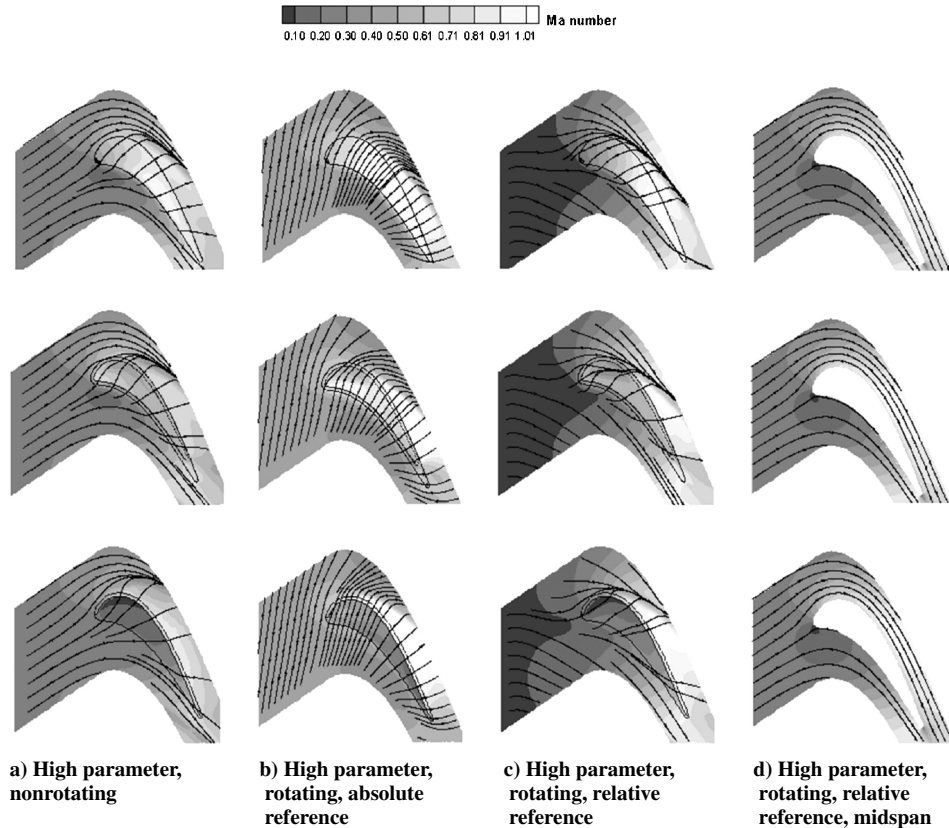 Ma number
0.10 0.20 0.30 0.40 0.50 0.61 0.71 0.81 0.91 1.01
a) High parameter,
nonrotating
b) High parameter,
rotating, absolute
reference
c) High parameter,
rotating, relative
reference
d) High parameter,
rotating, relative
reference, midspan